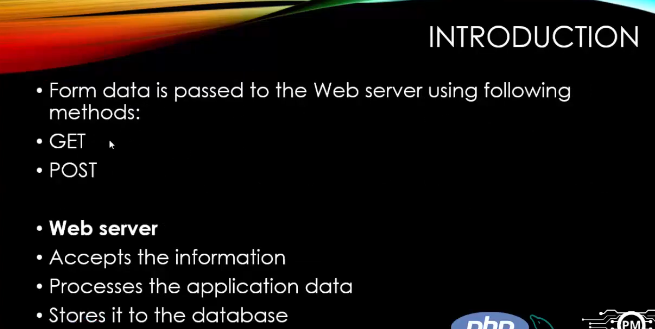 INTRODUCTION
• Form data is passed to the Web server using following
methods:
• GET
• POST
• Web server
• Accepts the information
• Processes the application data
• Stores it to the database
php
PM